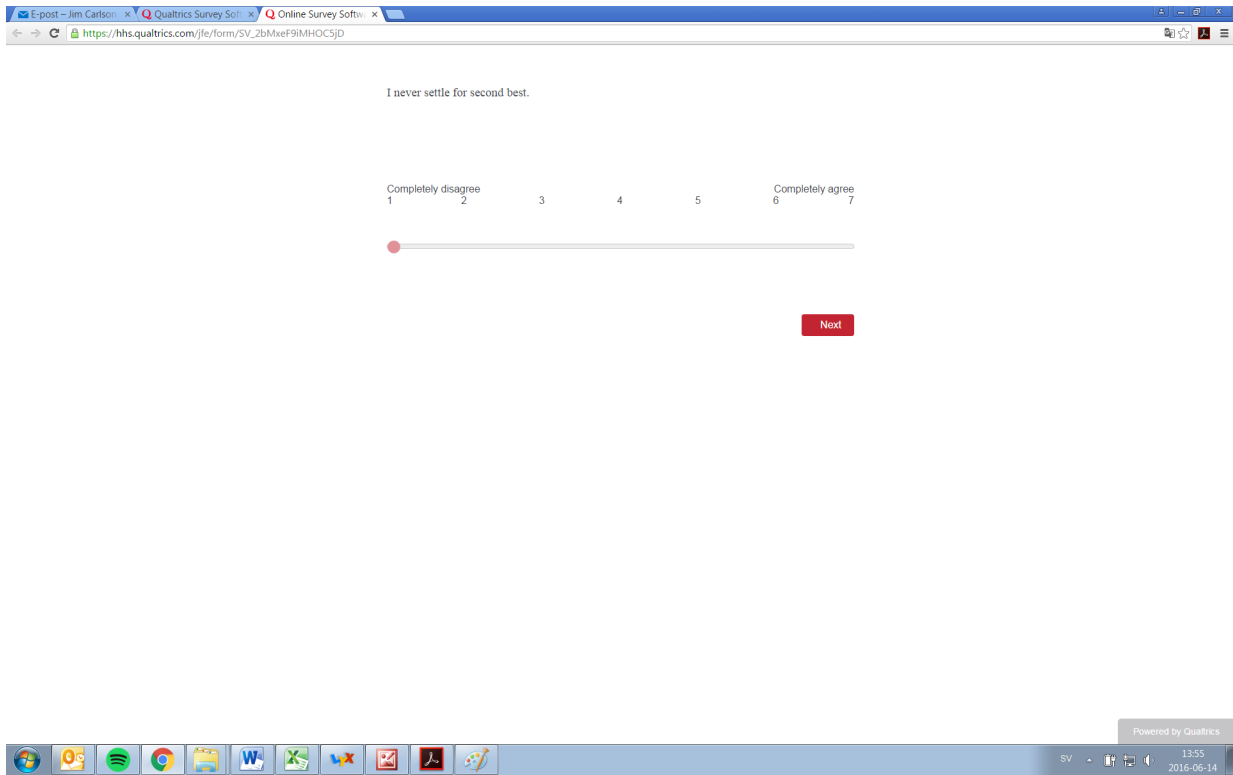 E-post – Jim Carlson
Qualtrics Survey Soft
Online Survey Softw
https://hhs.qualtrics.com/jfe/form/SV_2bMxeF9iMHOC5jD
I never settle for second best.
Completely disagree Completely agree
1 2 3 4 5 6 7
Next
Powered by Qualtrics
SV
13:55
2016-06-14